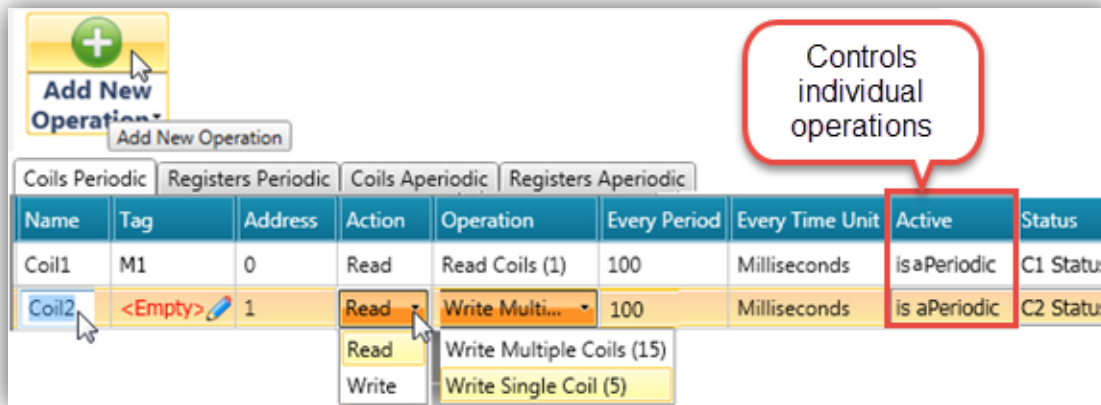 Add New
Operation
Add New Operation
Controls
individual
operations
Coils Periodic Registers Periodic Coils Aperiodic Registers Aperiodic
Name Tag Address Action Operation Every Period Every Time Unit Active Status
Coil1 M1 0 Read Read Coils (1) 100 Milliseconds isaPeriodic C1 Status
Coil2 <Empty> 1 Read Write Multi... 100 Milliseconds is aPeriodic C2 Status
Read Write Multiple Coils (15)
Write Write Single Coil (5)